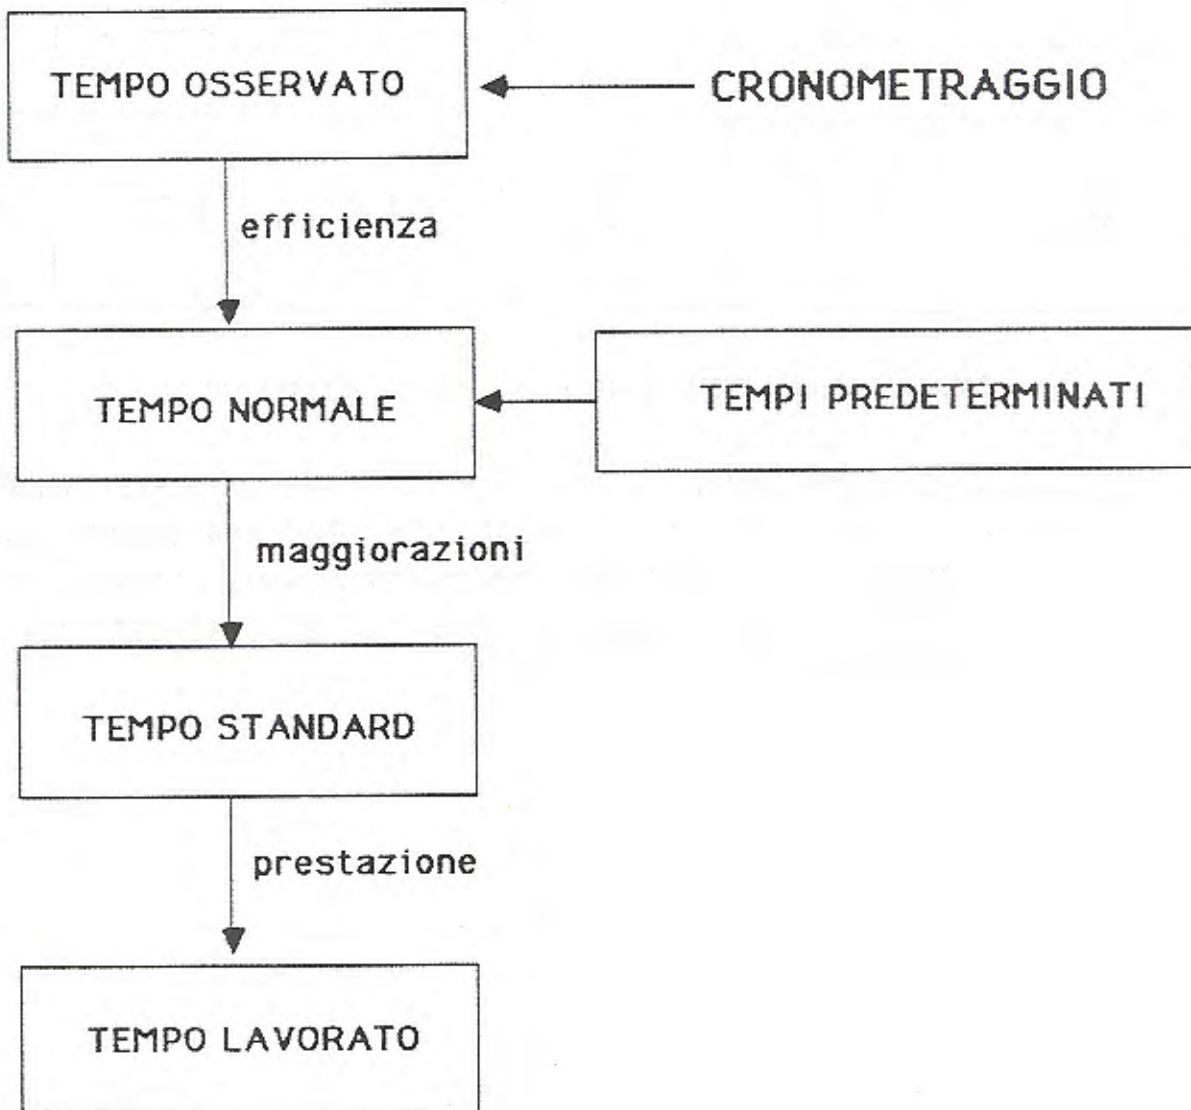 TEMPO OSSERVATO
CRONOMETRAGGIO
efficienza
TEMPO NORMALE
TEMPI PREDETERMINATI
maggiorazioni
TEMPO STANDARD
prestazione
TEMPO LAVORATO